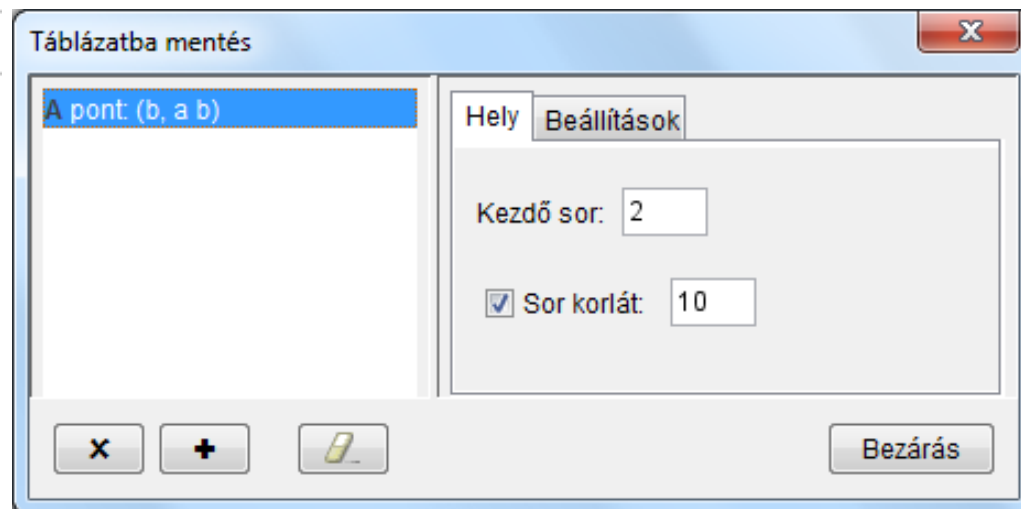 Táblázatba mentés
A pont: (b, a b)
Hely Beállítások
Kezdő sor: 2
Sor korlát: 10
Bezárás